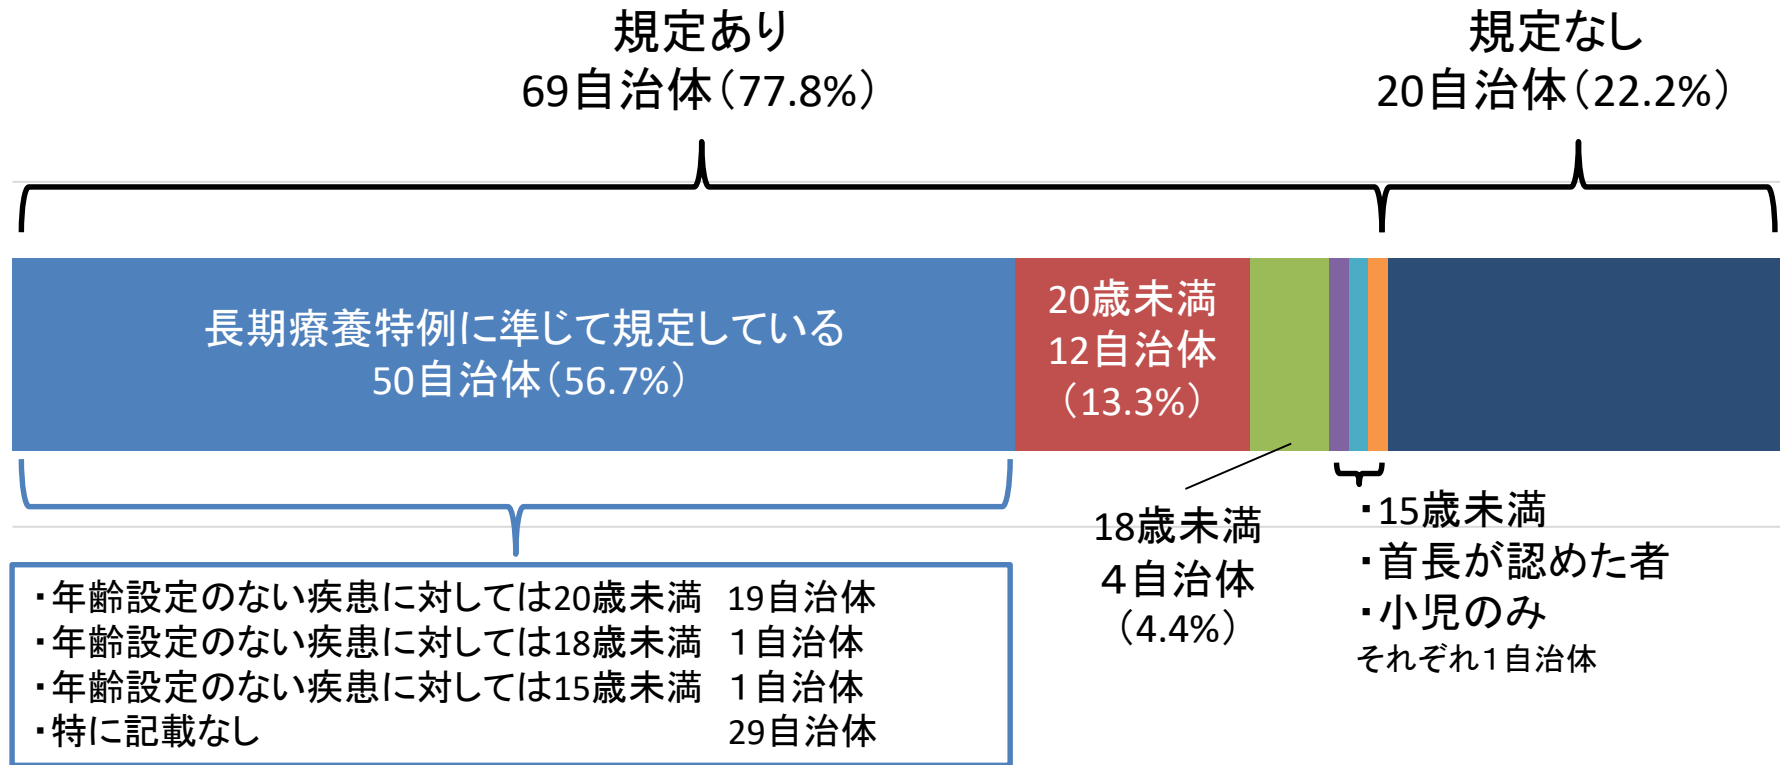 規定あり
69自治体（77.8%）
規定なし
20自治体（22.2%）
長期療養特例に準じて規定している
50自治体（56.7%）
20歳未満
12自治体
（13.3%）
18歳未満
４自治体
（4.4%）
・15歳未満
・首長が認めた者
・小児のみ
それぞれ１自治体
・年齢設定のない疾患に対しては20歳未満 19自治体
・年齢設定のない疾患に対しては18歳未満 １自治体
・年齢設定のない疾患に対しては15歳未満 １自治体
・特に記載なし 29自治体